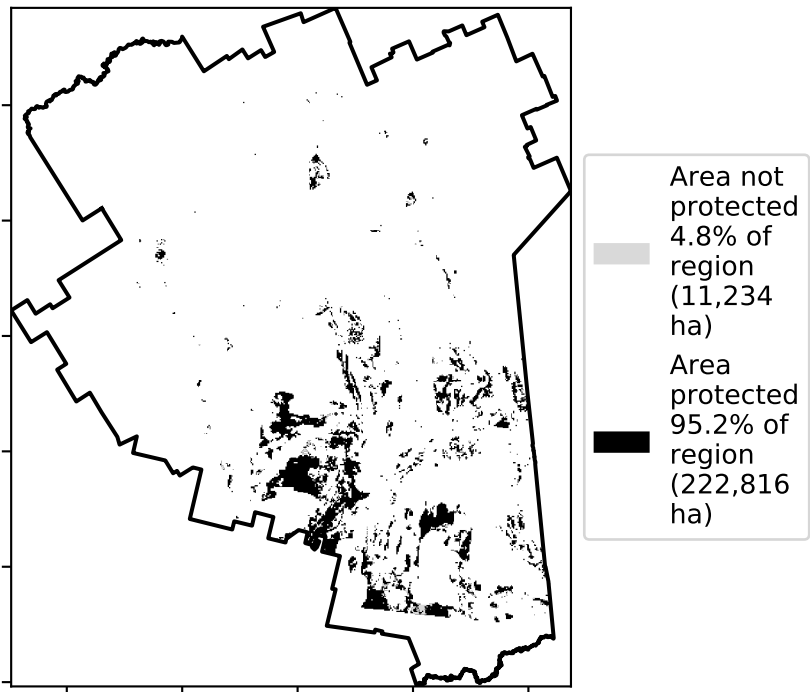 Area not
protected
4.8% of
region
(11,234
ha)
Area
protected
95.2% of
region
(222,816
ha)